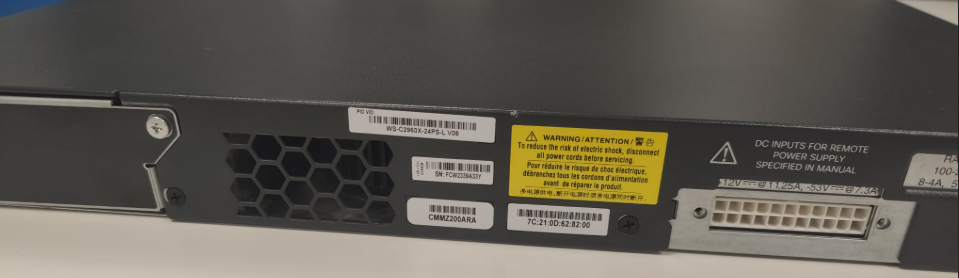 PID VID
WS-C2960X-24PS-L V06
SN: FCW2339A33Y
CMMZ200ARA
WARNING/ATTENTION/警告
To reduce the risk of electric shock, disconnect
all power cords before servicing.
Pour réduire le risque de choc électrique,
débranchez tous les cordons d'alimentation
avant de réparer le produit.
7C:21:0D:62:82:00
DC INPUTS FOR REMOTE
POWER SUPPLY
SPECIFIED IN MANUAL
12V⎓@11.25A, -53V⎓@7.3A
RA
100-2
8-4A, 5